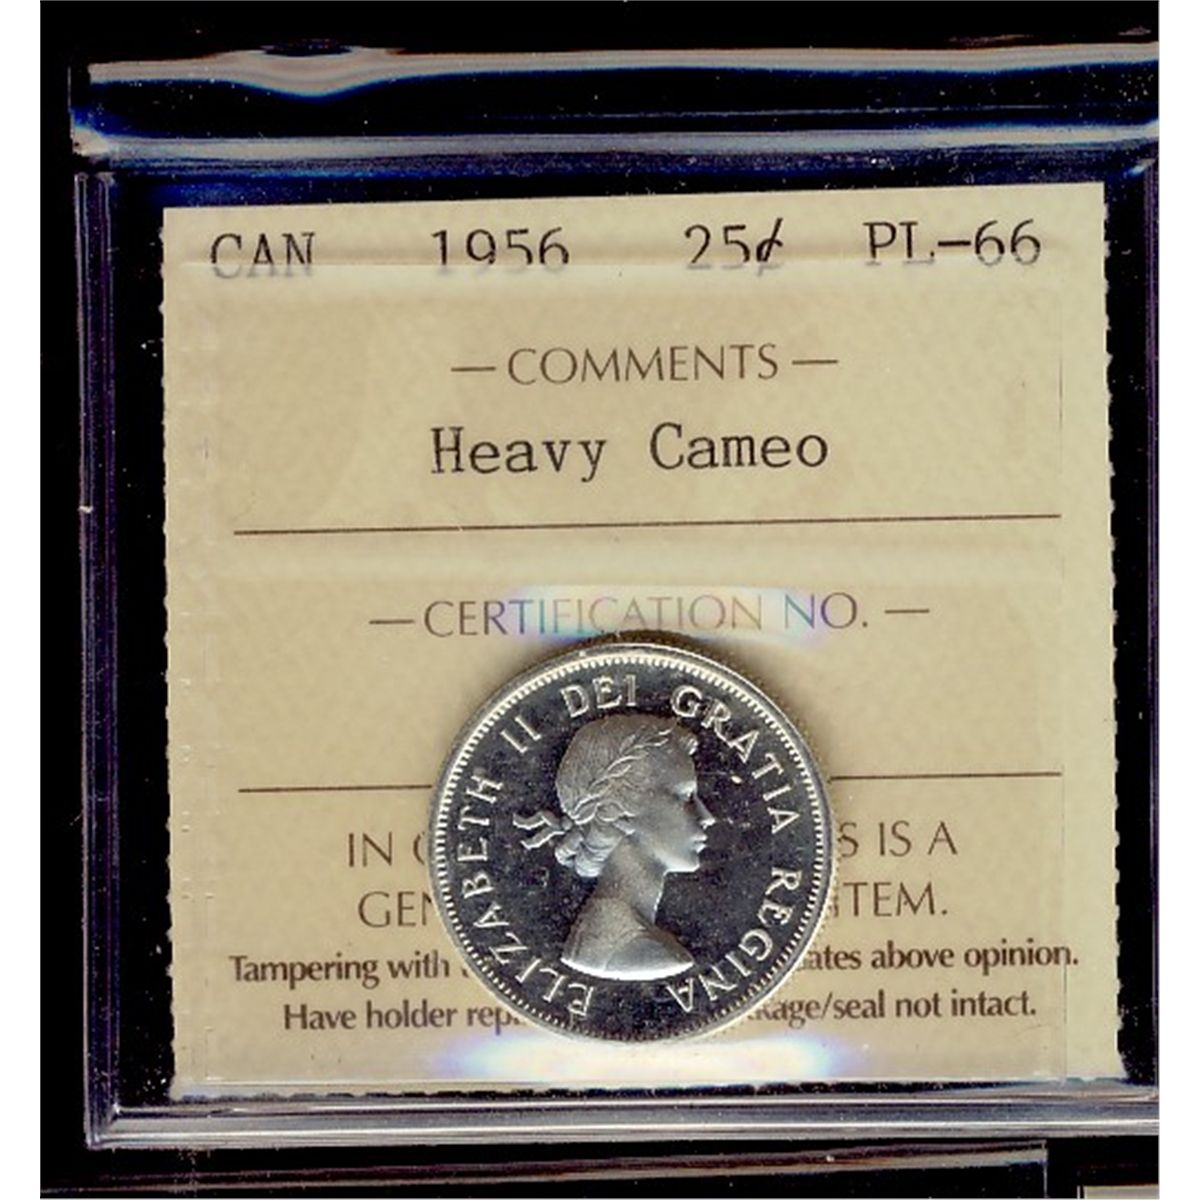 CAN 1956 25¢ PL-66
— COMMENTS —
Heavy Cameo
— CERTIFICATION NO. —
ELIZABETH II DEI GRATIA REGINA
IN S IS A
GEN TEM.
Tampering with ates above opinion.
Have holder rep kage/seal not intact.